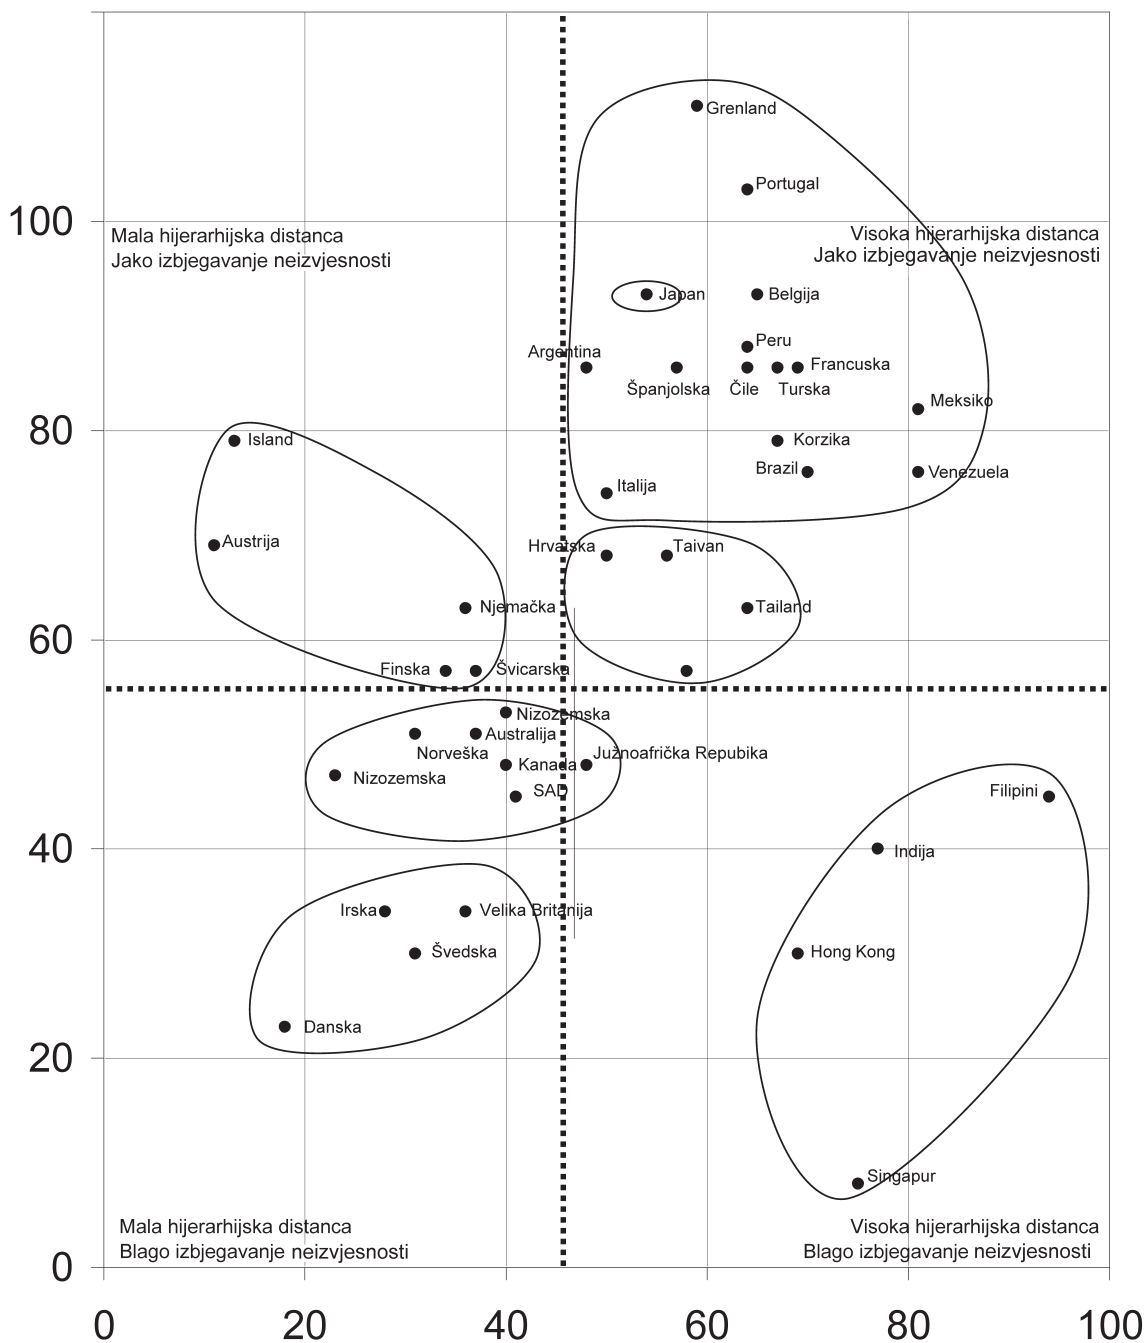 Grenland
Portugal
100
Mala hijerarhijska distanca
Jako izbjegavanje neizvjesnosti
Visoka hijerarhijska distanca
Jako izbjegavanje neizvjesnosti
Japan
Belgija
Peru
Argentina
Francuska
Španjolska
Čile
Turska
Meksiko
80
Island
Korzika
Brazil
Venezuela
Italija
Austrija
Hrvatska
Taivan
Njemačka
Tailand
60
Finska
Švicarska
Nizozemska
Australija
Norveška
Južnoafrička Repubika
Kanada
Nizozemska
SAD
Filipini
40
Indija
Irska
Velika Britanija
Švedska
Hong Kong
Danska
20
Singapur
Mala hijerarhijska distanca
Blago izbjegavanje neizvjesnosti
Visoka hijerarhijska distanca
Blago izbjegavanje neizvjesnosti
0
0 20 40 60 80 100